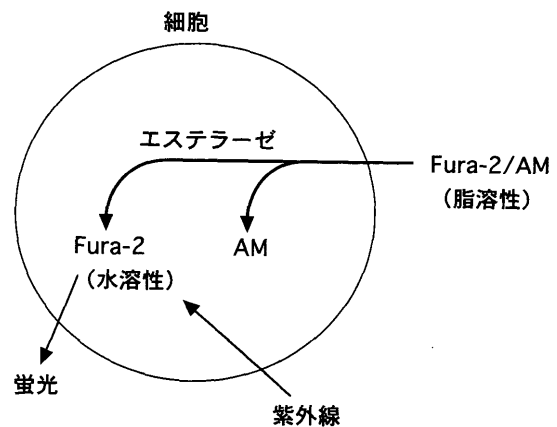 細胞
エステラーゼ
Fura-2/AM
（脂溶性）
Fura-2
（水溶性）
AM
蛍光
紫外線